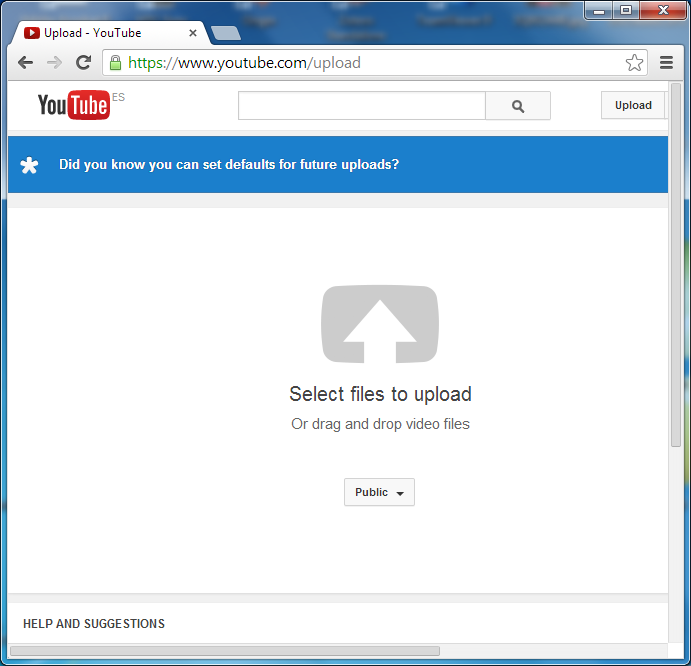 Upload - YouTube
https://www.youtube.com/upload
YouTube ES
Upload
Did you know you can set defaults for future uploads?
Select files to upload
Or drag and drop video files
Public
HELP AND SUGGESTIONS